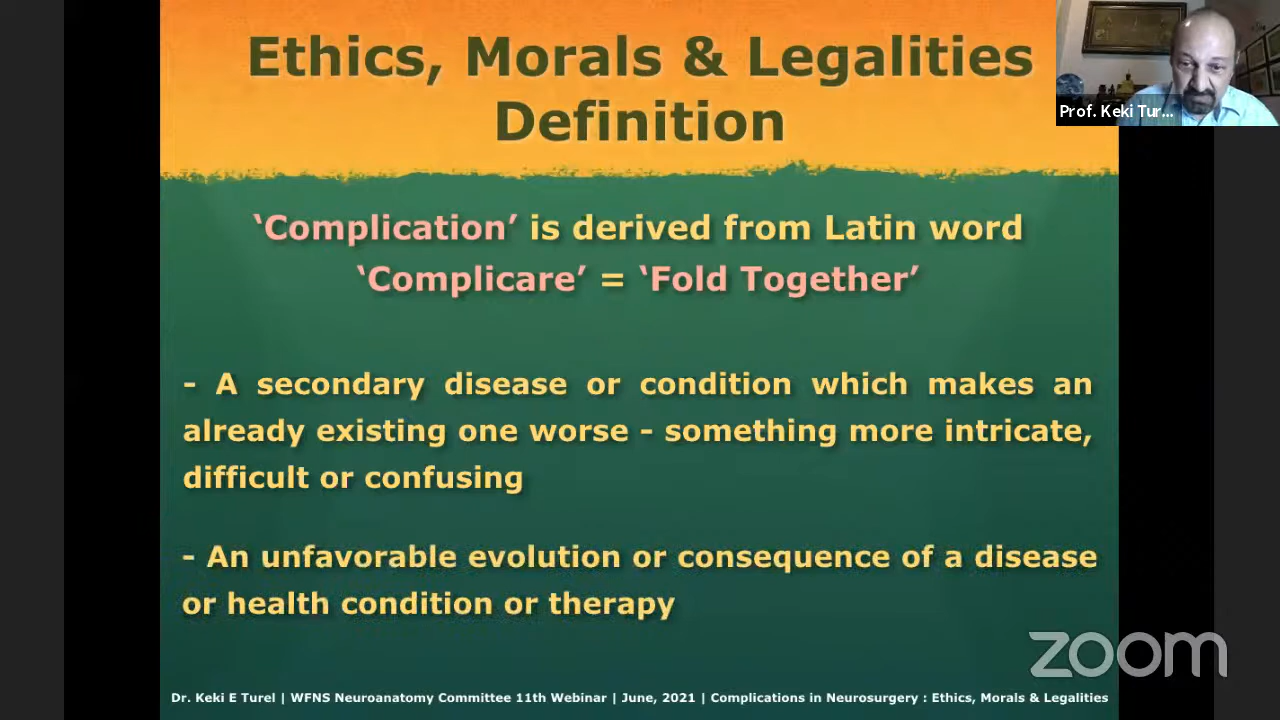 Ethics, Morals & Legalities
Definition
Prof. Keki Tur...
‘Complication’ is derived from Latin word
‘Complicare’ = ‘Fold Together’
- A secondary disease or condition which makes an
already existing one worse - something more intricate,
difficult or confusing
- An unfavorable evolution or consequence of a disease
or health condition or therapy
zoom
Dr. Keki E Turel | WFNS Neuroanatomy Committee 11th Webinar | June, 2021 | Complications in Neurosurgery : Ethics, Morals & Legalities